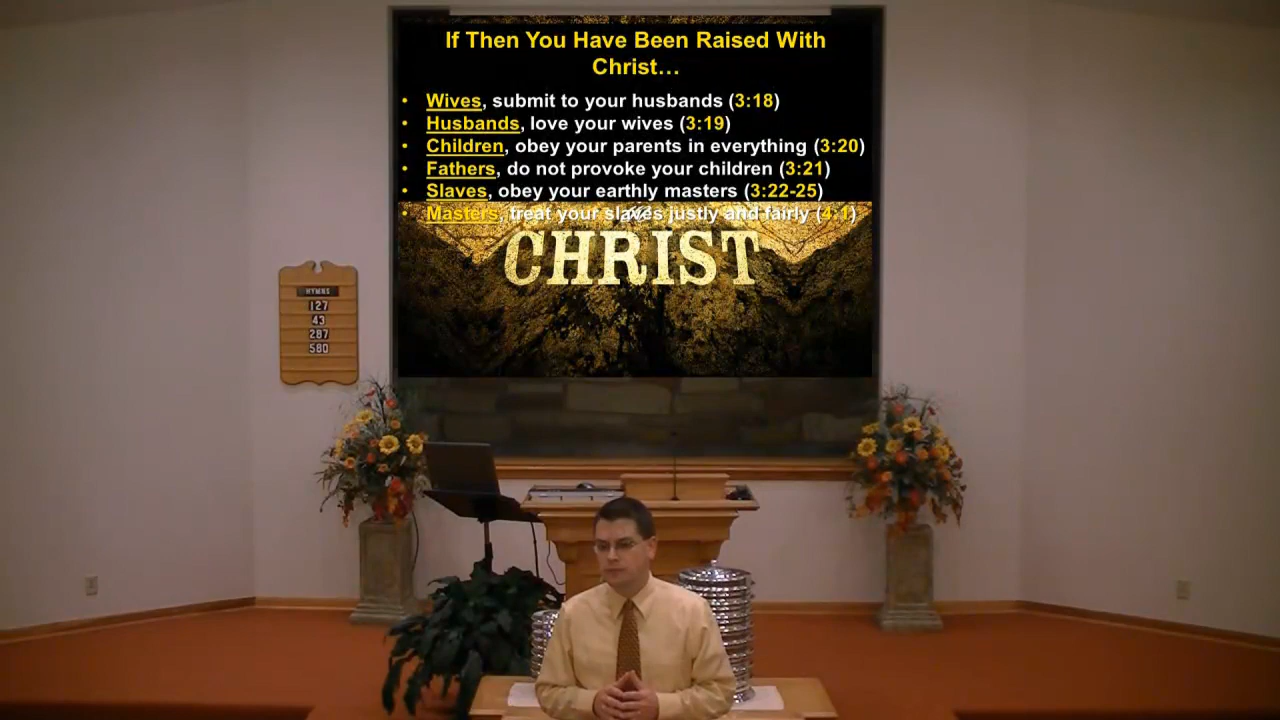 If Then You Have Been Raised With
Christ…
• Wives, submit to your husbands (3:18)
• Husbands, love your wives (3:19)
• Children, obey your parents in everything (3:20)
• Fathers, do not provoke your children (3:21)
• Slaves, obey your earthly masters (3:22-25)
• Masters, treat your slaves justly and fairly (4:1)
CHRIST
HYMNS
127
43
287
580